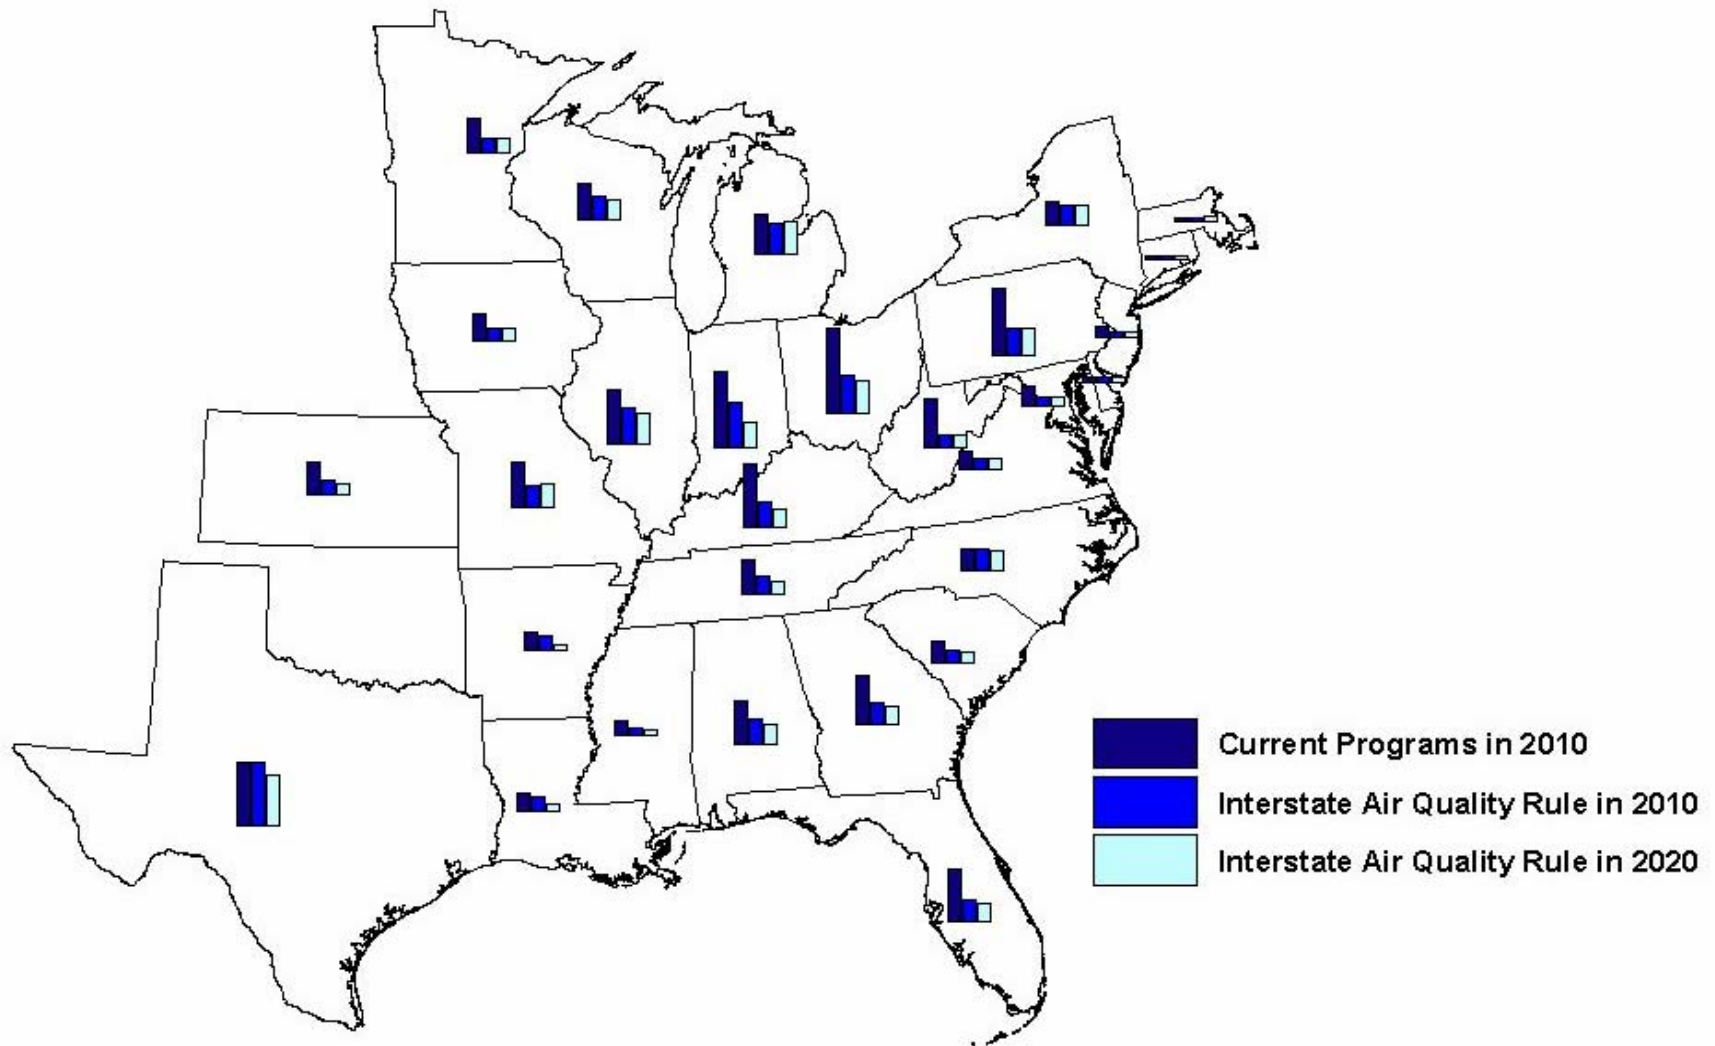 Current Programs in 2010
Interstate Air Quality Rule in 2010
Interstate Air Quality Rule in 2020